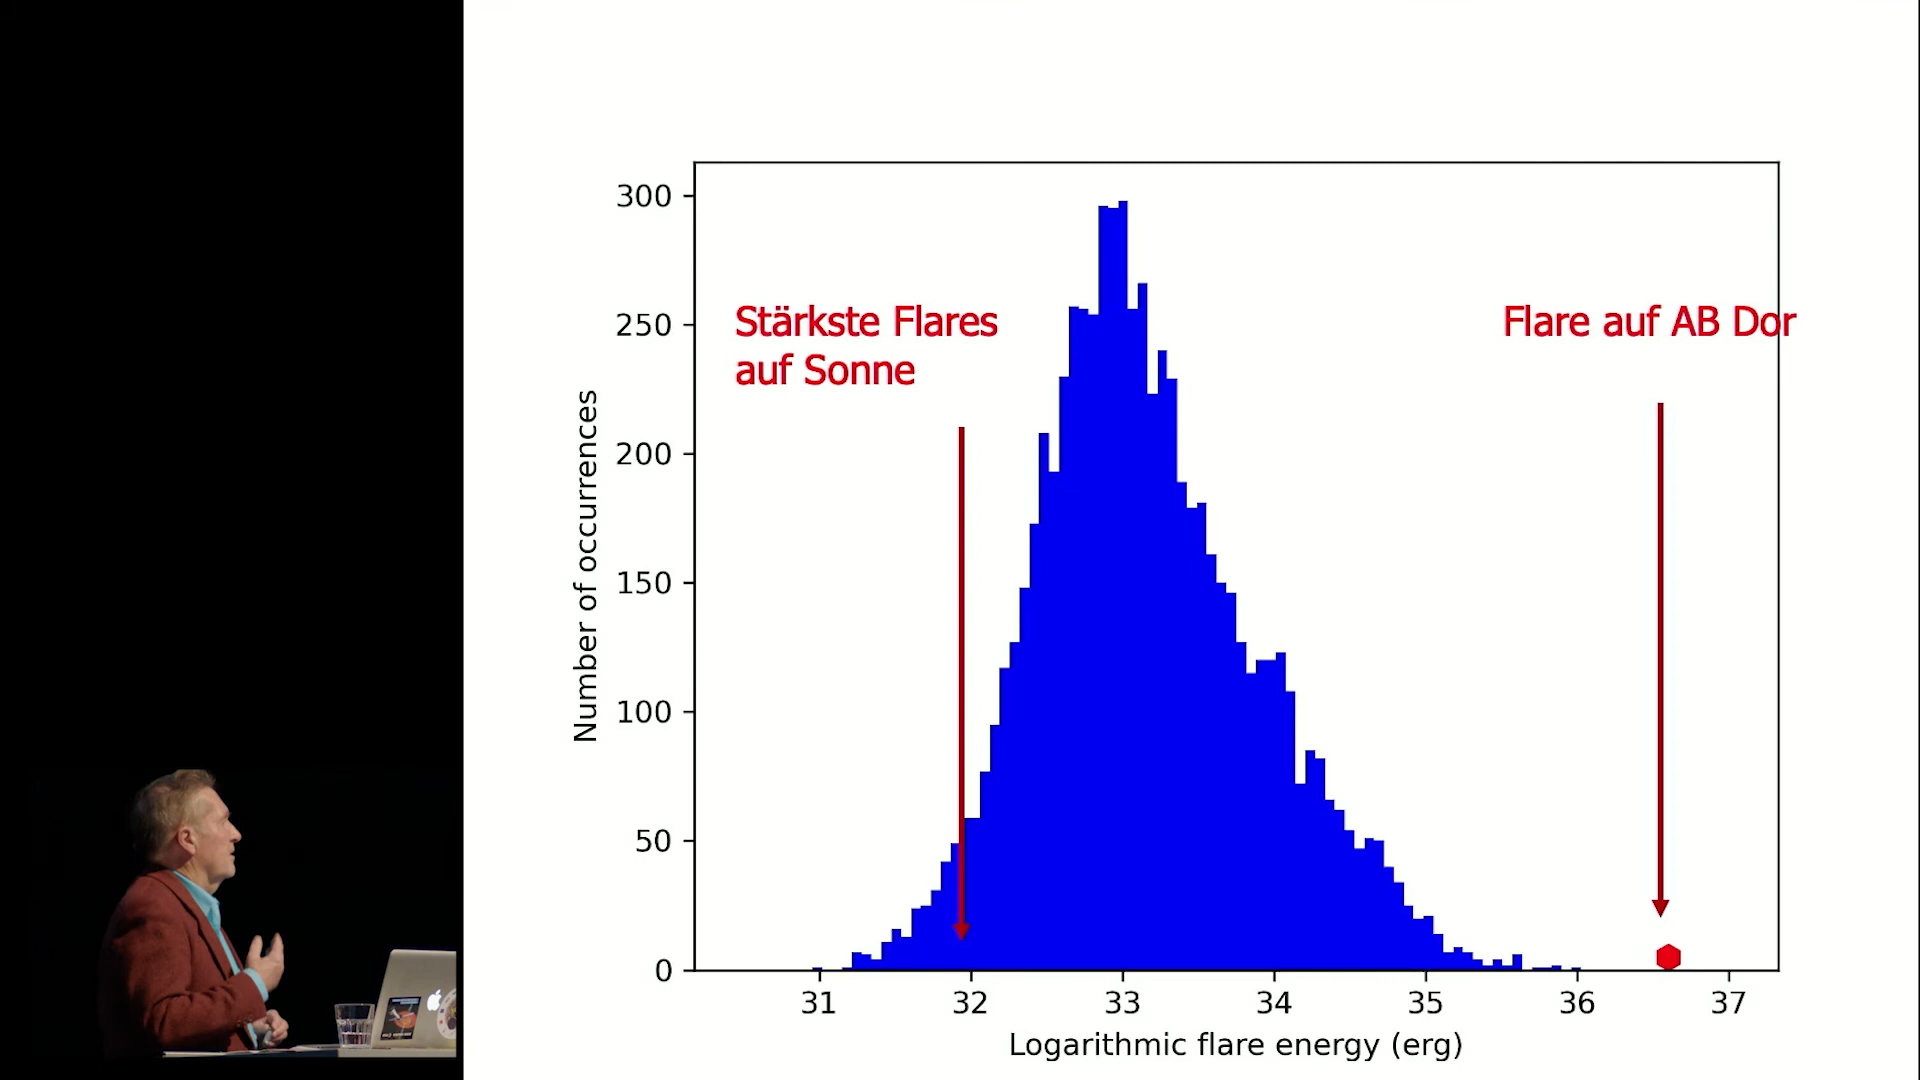 300
250
200
150
100
50
0
Number of occurrences
Stärkste Flares
auf Sonne
Flare auf AB Dor
31 32 33 34 35 36 37
Logarithmic flare energy (erg)